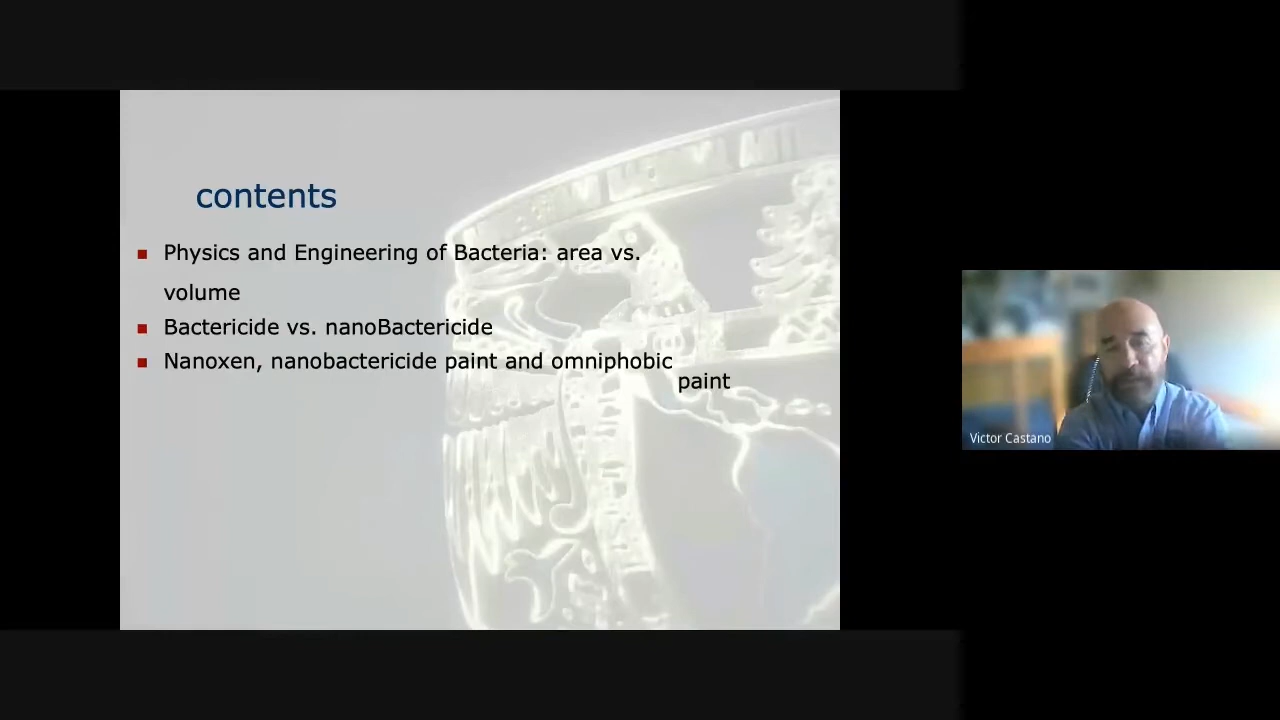 contents
Physics and Engineering of Bacteria: area vs.
volume
Bactericide vs. nanoBactericide
Nanoxen, nanobactericide paint and omniphobic
paint
Victor Castano